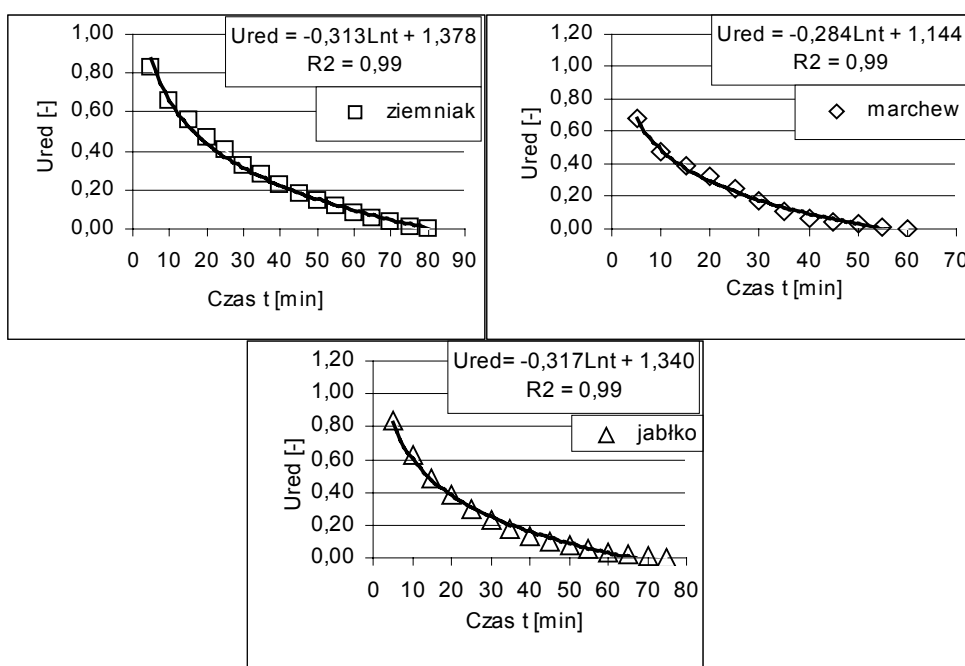 Ured = -0,313Lnt + 1,378
R2 = 0,99
ziemniak
Ured [-]
1,00
0,80
0,60
0,40
0,20
0,00
0 10 20 30 40 50 60 70 80 90
Czas t [min]
Ured = -0,284Lnt + 1,144
R2 = 0,99
marchew
Ured [-]
1,20
1,00
0,80
0,60
0,40
0,20
0,00
0 10 20 30 40 50 60 70
Czas t [min]
Ured= -0,317Lnt + 1,340
R2 = 0,99
jabłko
Ured [-]
1,20
1,00
0,80
0,60
0,40
0,20
0,00
0 10 20 30 40 50 60 70 80
Czas t [min]